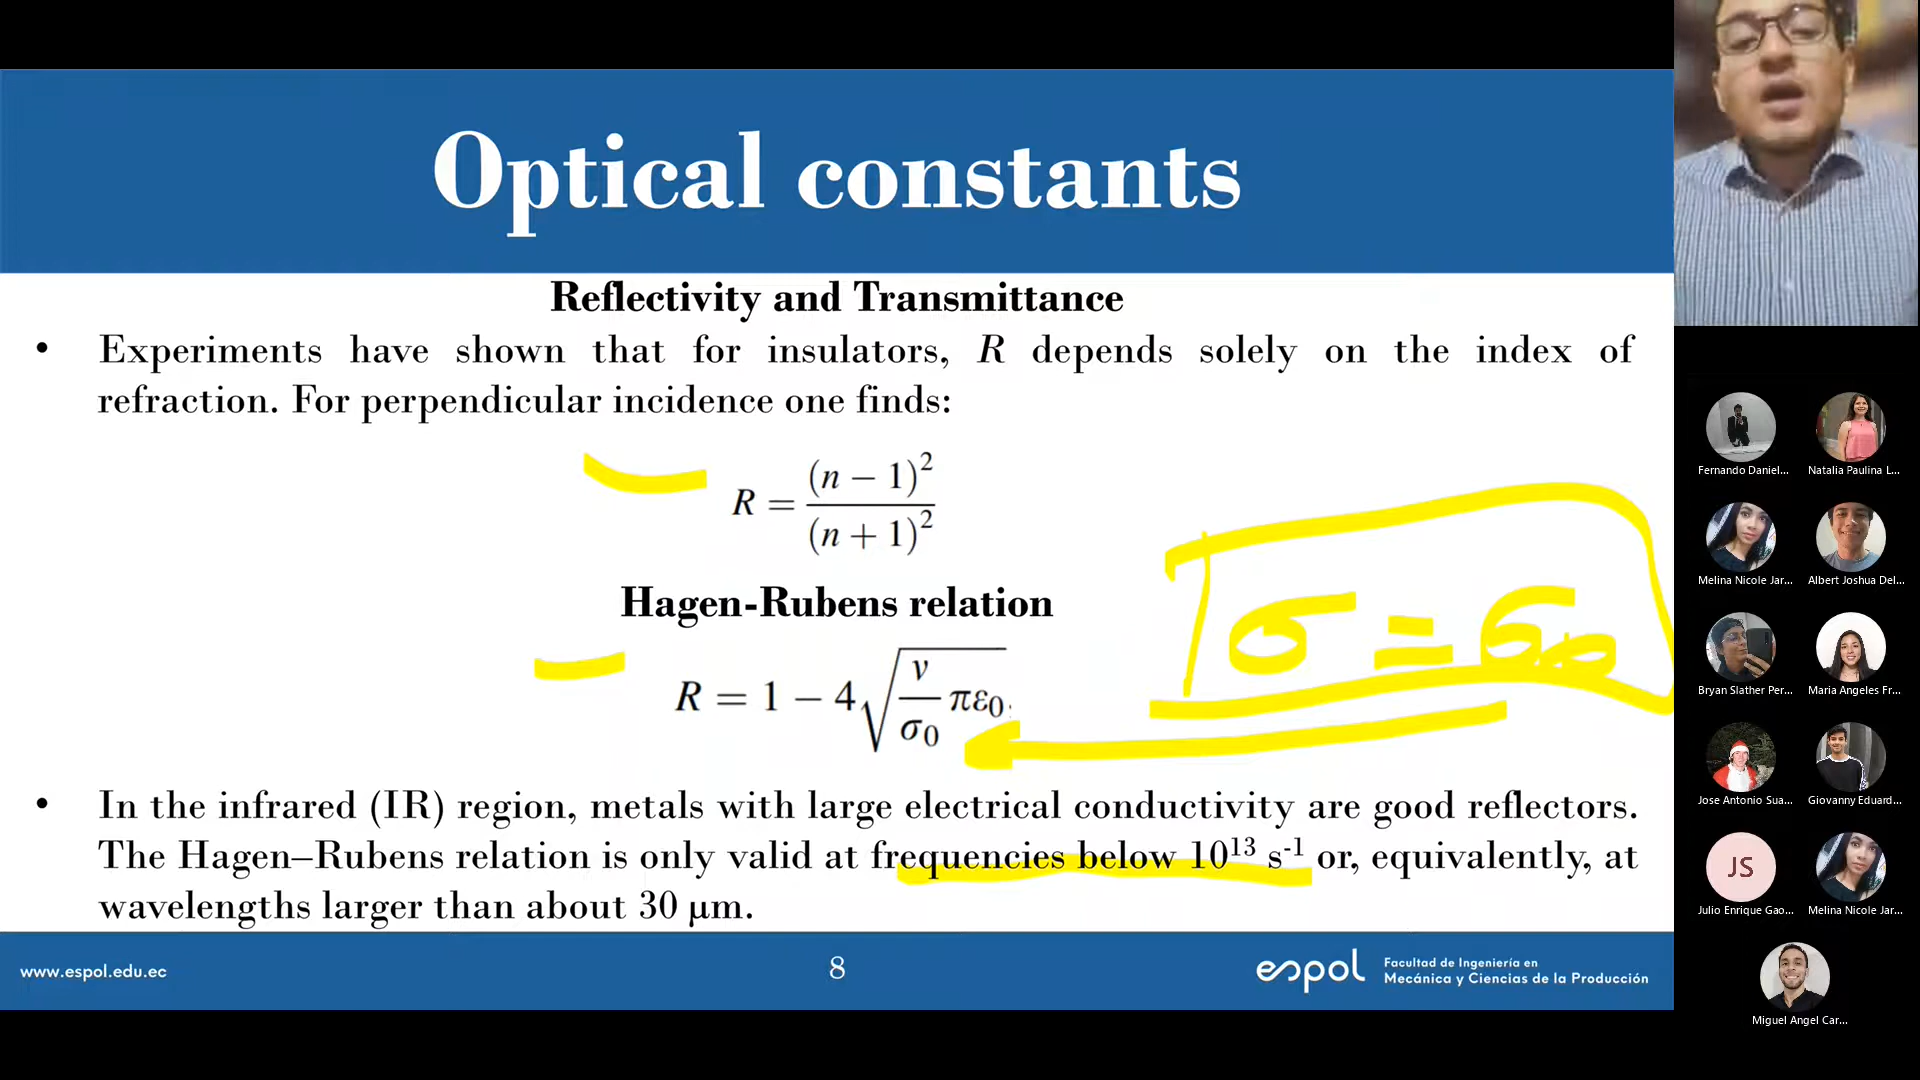 Optical constants
Reflectivity and Transmittance
• Experiments have shown that for insulators, R depends solely on the index of
refraction. For perpendicular incidence one finds:
R = (n − 1)² / (n + 1)²
Hagen-Rubens relation
R = 1 − 4√(ν/σ₀ πε₀)
σ = σ₀
• In the infrared (IR) region, metals with large electrical conductivity are good reflectors.
The Hagen–Rubens relation is only valid at frequencies below 10¹³ s⁻¹ or, equivalently, at
wavelengths larger than about 30 μm.
www.espol.edu.ec
8
espol
Facultad de Ingeniería en
Mecánica y Ciencias de la Producción
Fernando Daniel...
Natalia Paulina L...
Melina Nicole Jar...
Albert Joshua Del...
Bryan Slather Per...
Maria Angeles Fr...
Jose Antonio Sua...
Giovanny Eduard...
JS
Julio Enrique Gao...
Melina Nicole Jar...
Miguel Angel Car...